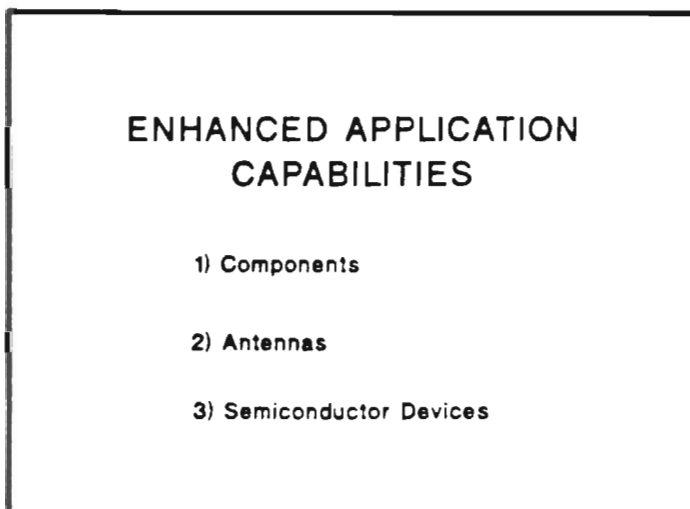 ENHANCED APPLICATION
CAPABILITIES
1) Components
2) Antennas
3) Semiconductor Devices